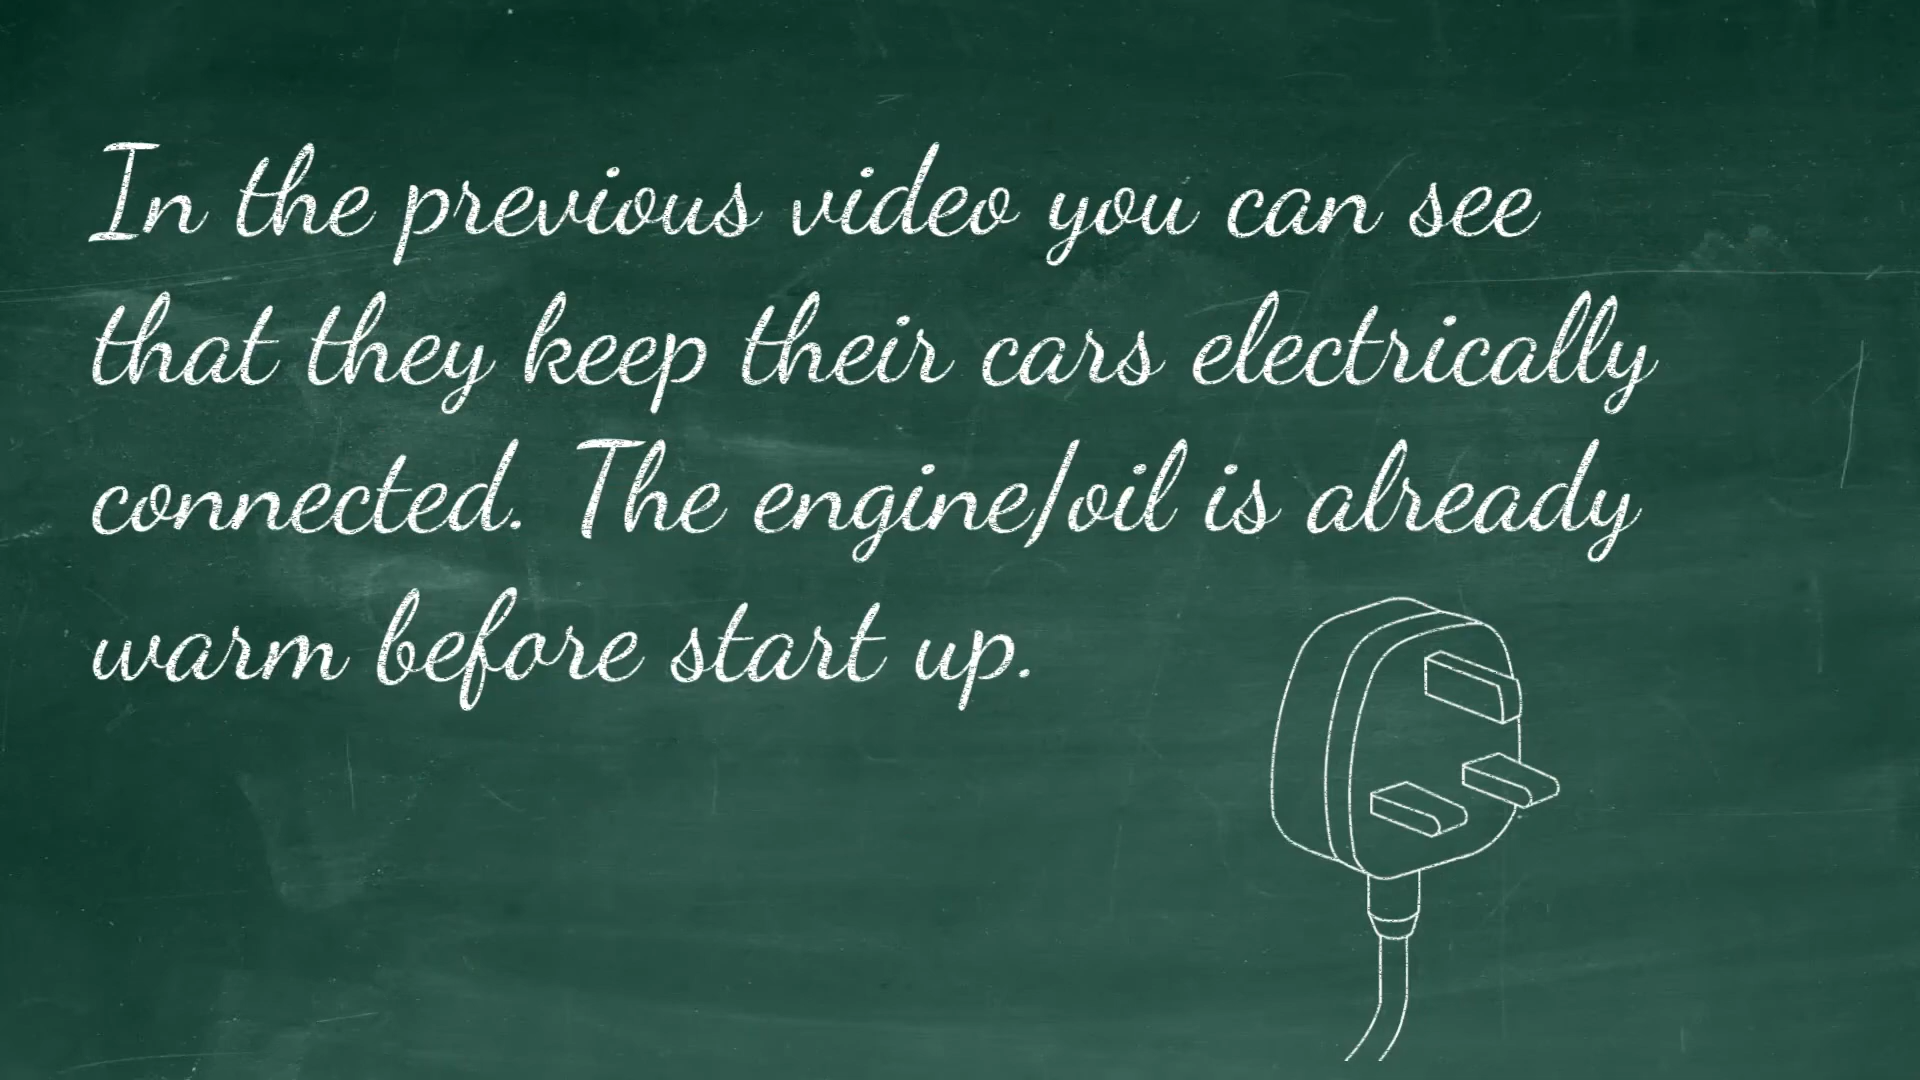 In the previous video you can see
that they keep their cars electrically
connected. The engine/oil is already
warm before start up.